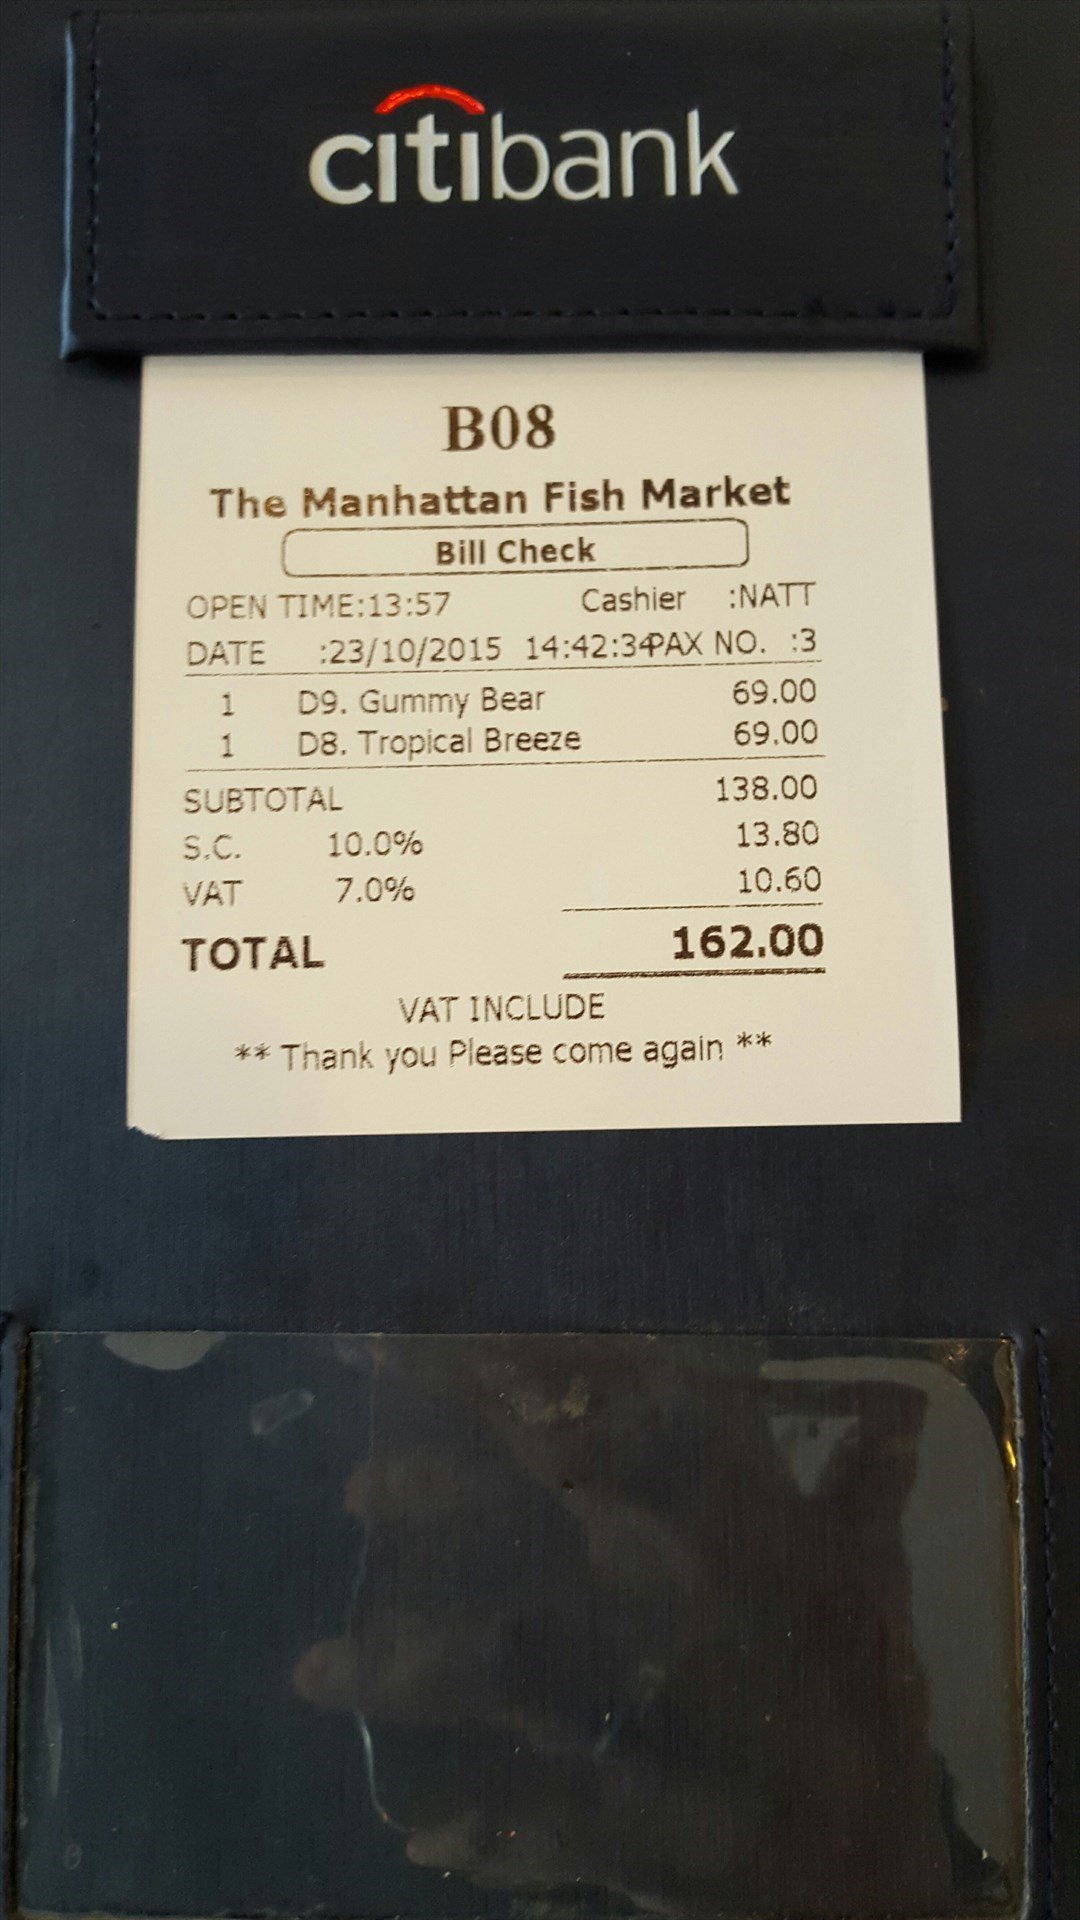 citibank
B08
The Manhattan Fish Market
Bill Check
OPEN TIME:13:57 Cashier :NATT
DATE :23/10/2015 14:42:34PAX NO. :3
1 D9. Gummy Bear 69.00
1 D8. Tropical Breeze 69.00
SUBTOTAL 138.00
S.C. 10.0% 13.80
VAT 7.0% 10.60
TOTAL 162.00
VAT INCLUDE
** Thank you Please come again **